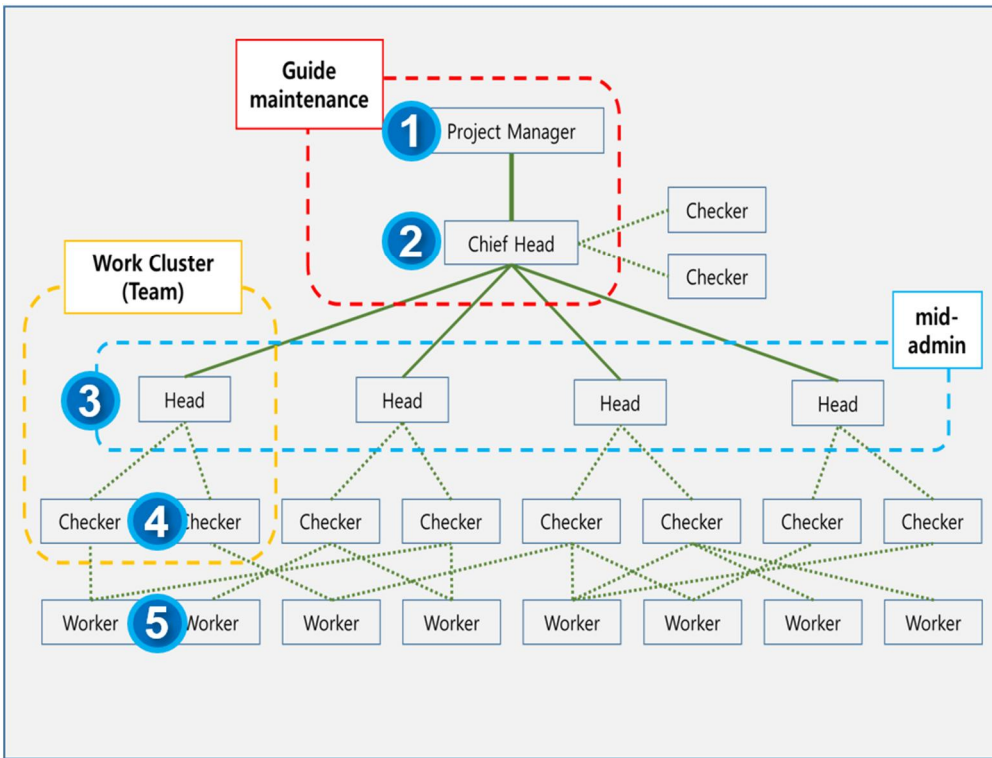 Guide
maintenance
1
Project Manager
2
Chief Head
Checker
Checker
Work Cluster
(Team)
mid-
admin
3
Head
Head
Head
Head
Checker
4
Checker
Checker
Checker
Checker
Checker
Checker
Checker
Worker
5
Worker
Worker
Worker
Worker
Worker
Worker
Worker